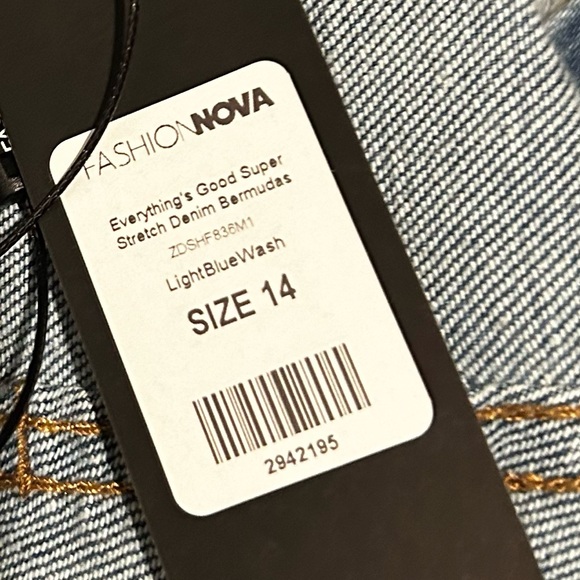 FASHIONNOVA
Everything's Good Super
Stretch Denim Bermudas
ZDSHF836M1
LightBlueWash
SIZE 14
2942195